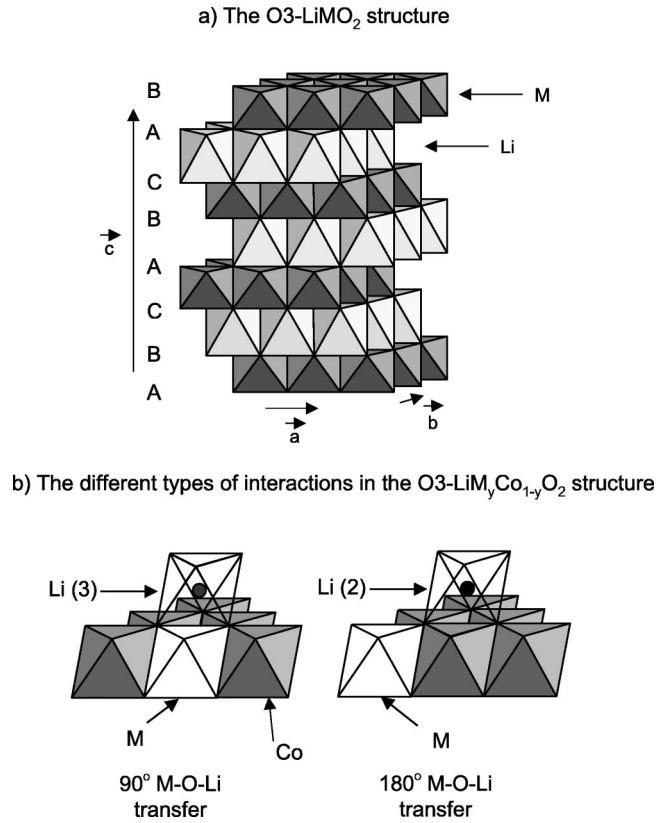 a) The O3-LiMO₂ structure
B
M
A
Li
C
B
c
A
C
B
A
a
b
b) The different types of interactions in the O3-LiMyCo1-yO₂ structure
Li (3)
Li (2)
M
Co
M
90° M-O-Li
transfer
180° M-O-Li
transfer